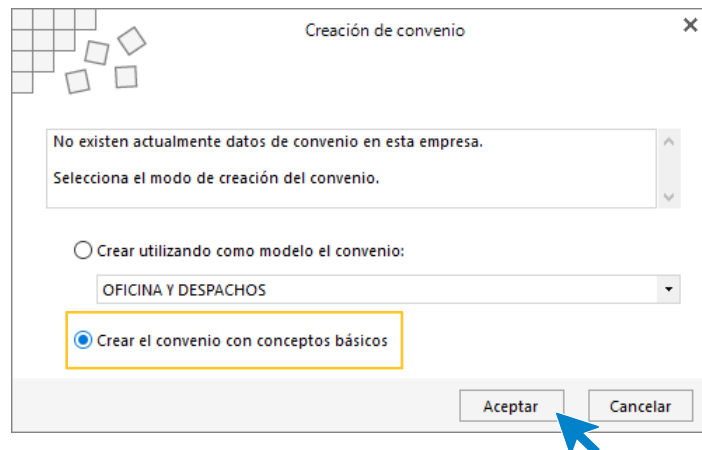 Creación de convenio
No existen actualmente datos de convenio en esta empresa.
Selecciona el modo de creación del convenio.
Crear utilizando como modelo el convenio:
OFICINA Y DESPACHOS
Crear el convenio con conceptos básicos
Aceptar
Cancelar